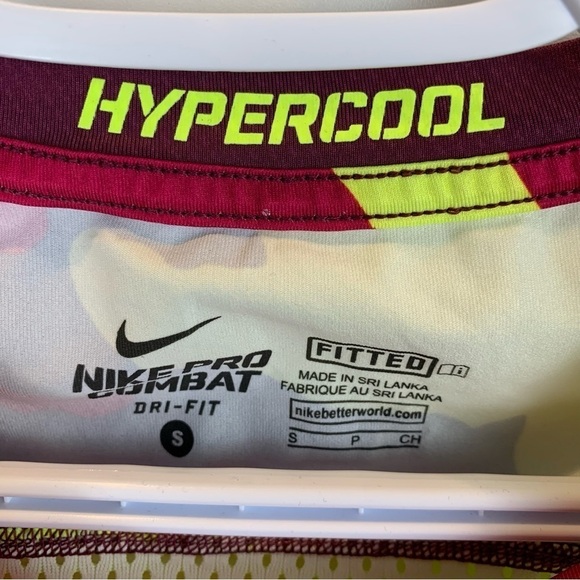 HYPERCOOL
NIKE PRO
COMBAT
DRI-FIT
S
FITTED
MADE IN SRI LANKA
FABRIQUE AU SRI LANKA
nikebetterworld.com
S P CH